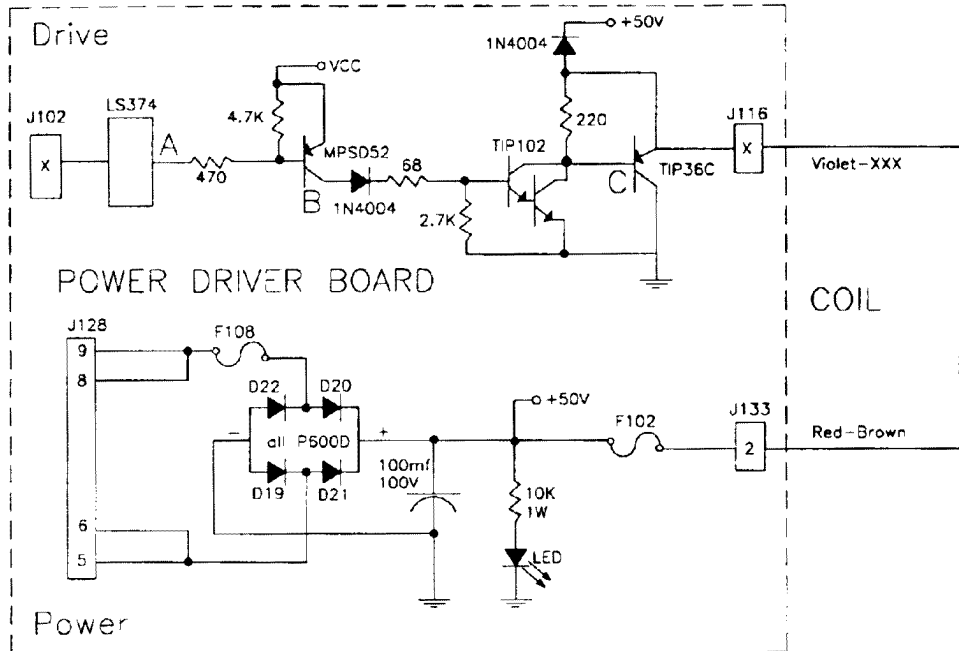 Drive
+50V
1N4004
VCC
J102
X
LS374
A
4.7K
470
MPSD52
B
1N4004
68
2.7K
TIP102
220
C
TIP36C
J116
X
Violet-XXX
POWER DRIVER BOARD
COIL
J128
9
8
6
5
F108
D22
D20
-
all P600D
+
D19
D21
100mf
100V
+50V
10K
1W
LED
F102
J133
2
Red-Brown
Power